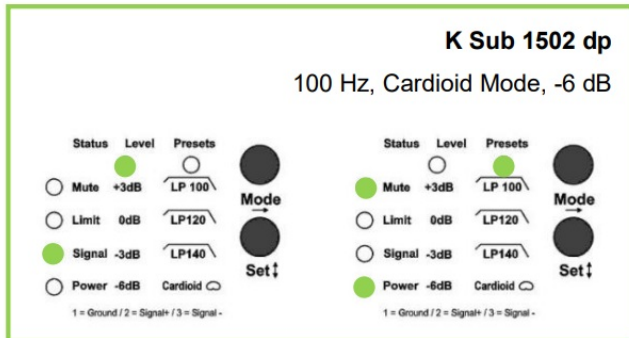 K Sub 1502 dp
100 Hz, Cardioid Mode, -6 dB
Status Level Presets
Mute +3dB LP 100
Mode
Limit 0dB LP120
Signal -3dB LP140
Set
Power -6dB Cardioid
1 = Ground / 2 = Signal+ / 3 = Signal -
Status Level Presets
Mute +3dB LP 100
Mode
Limit 0dB LP120
Signal -3dB LP140
Set
Power -6dB Cardioid
1 = Ground / 2 = Signal+ / 3 = Signal -